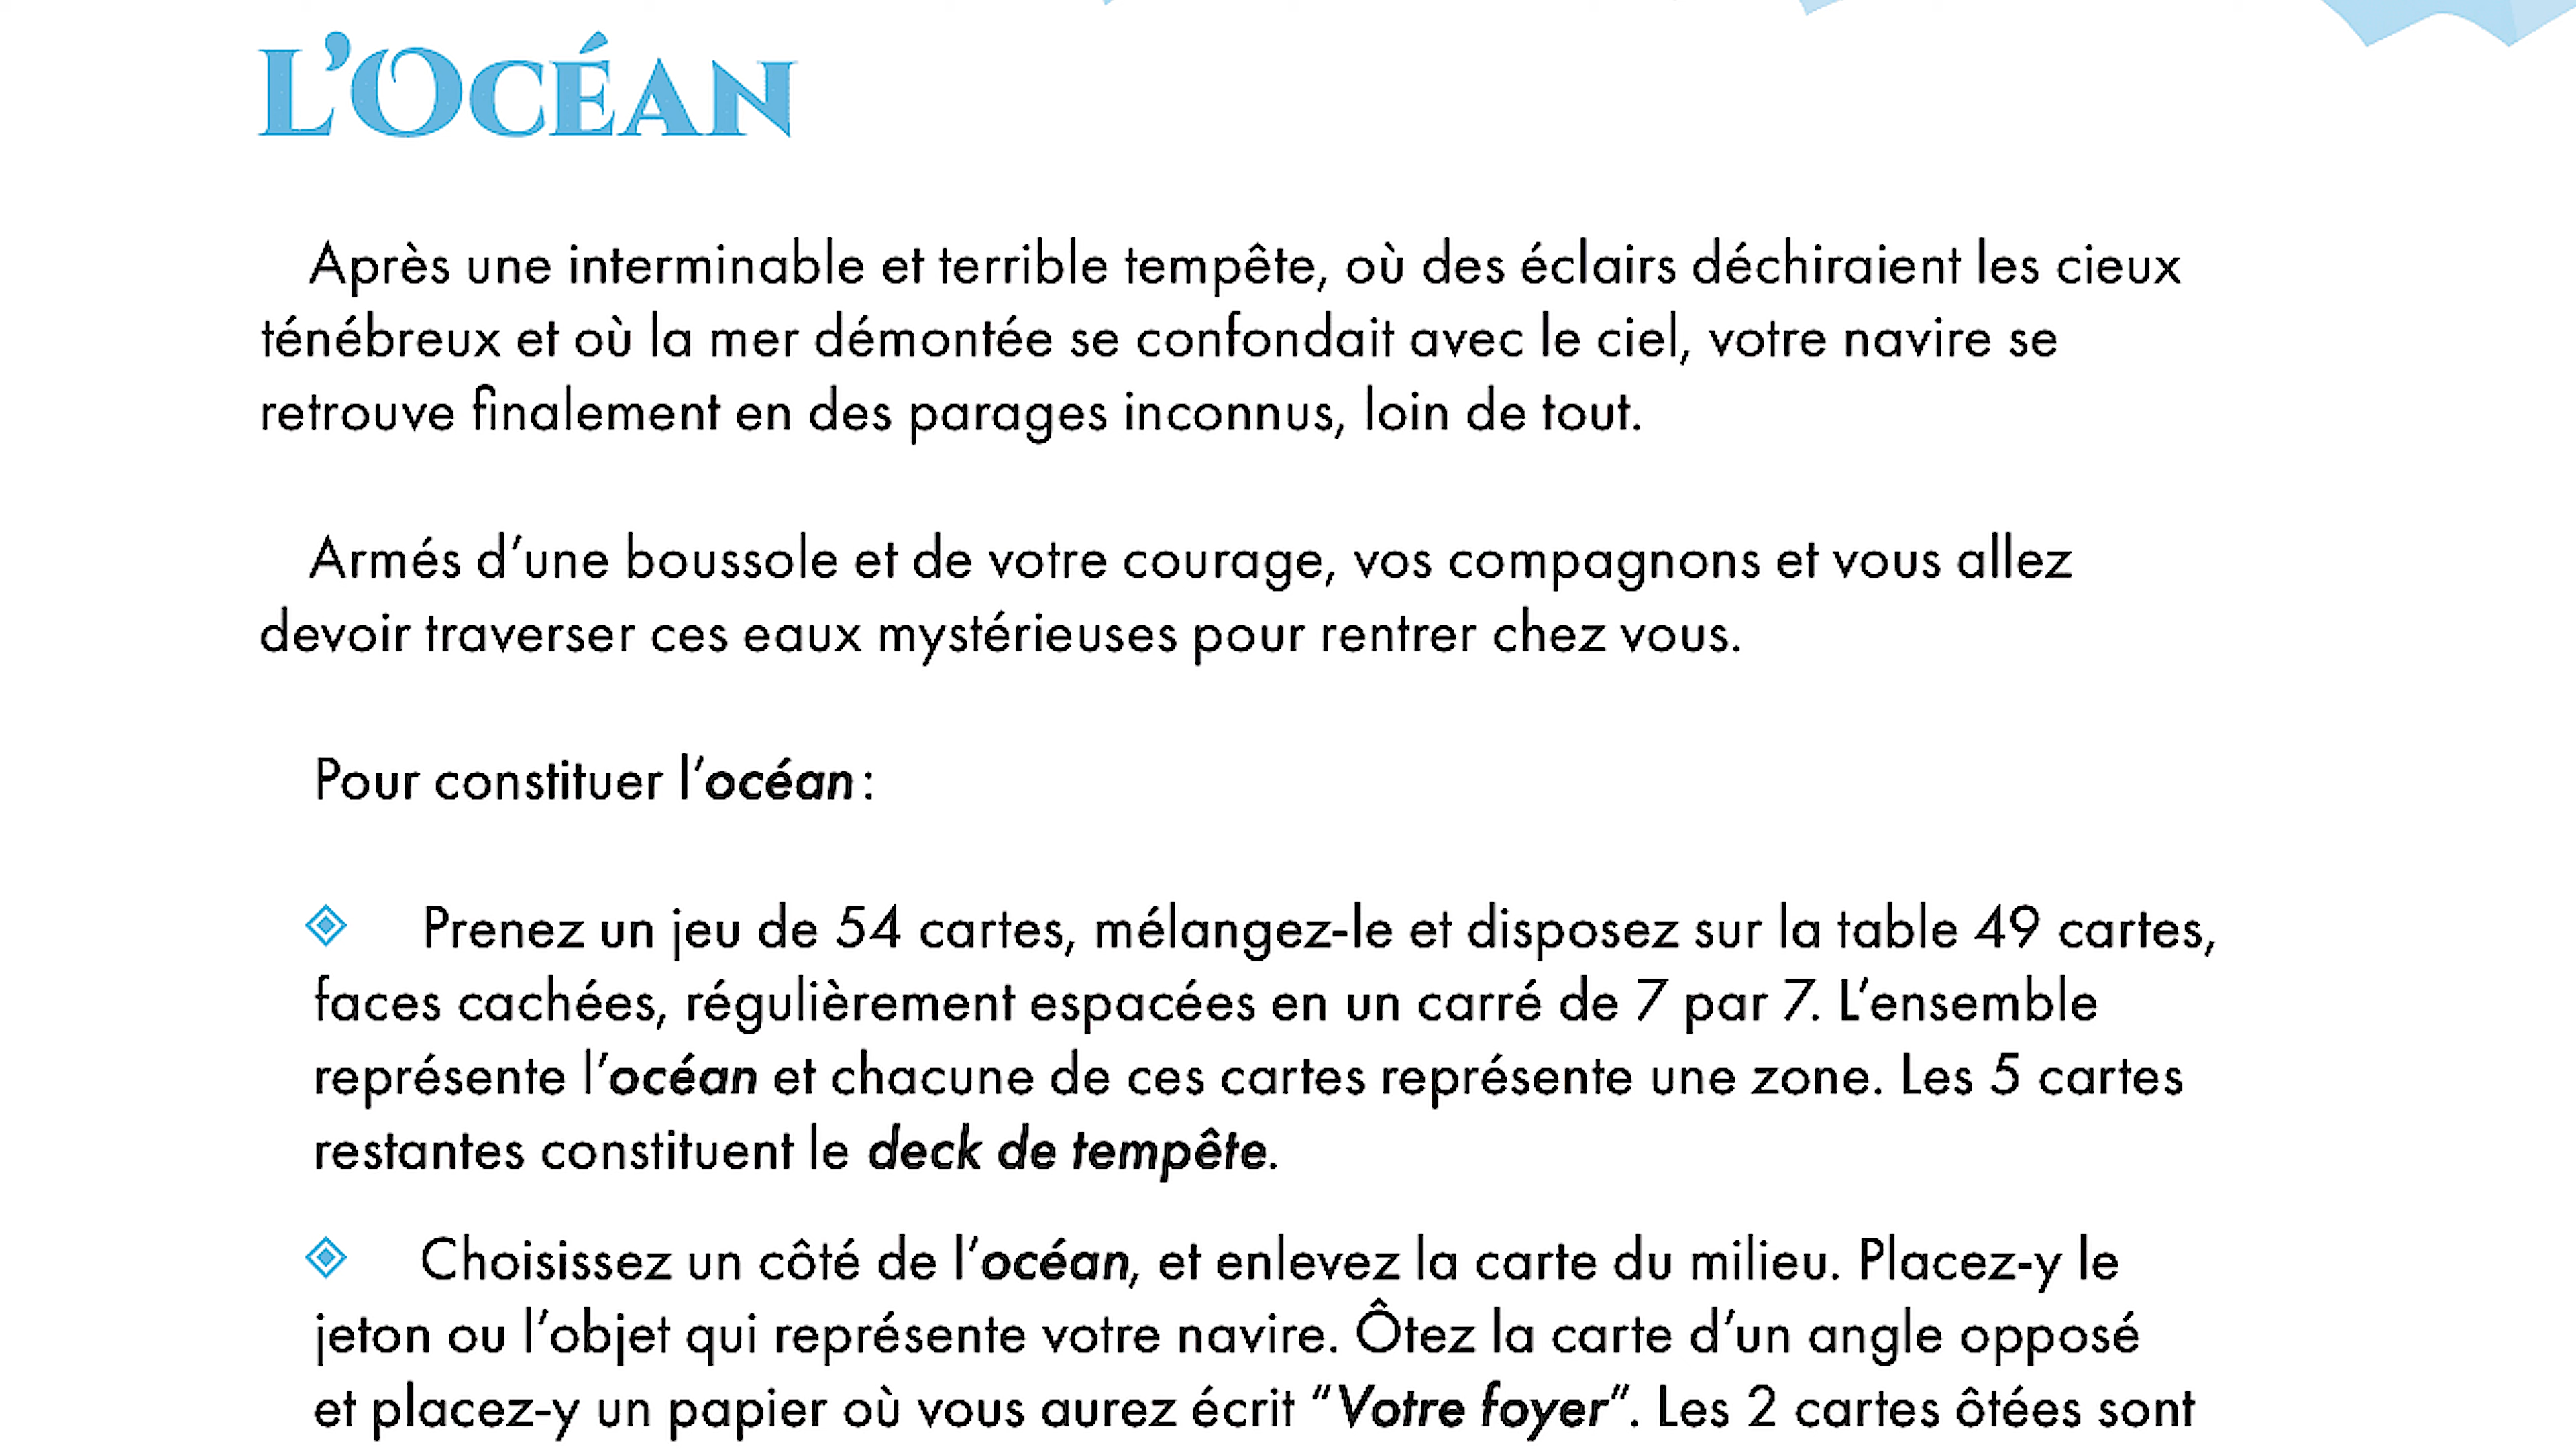 L'OCÉAN
Après une interminable et terrible tempête, où des éclairs déchiraient les cieux
ténébreux et où la mer démontée se confondait avec le ciel, votre navire se
retrouve finalement en des parages inconnus, loin de tout.
Armés d'une boussole et de votre courage, vos compagnons et vous allez
devoir traverser ces eaux mystérieuses pour rentrer chez vous.
Pour constituer l'océan :
Prenez un jeu de 54 cartes, mélangez-le et disposez sur la table 49 cartes,
faces cachées, régulièrement espacées en un carré de 7 par 7. L'ensemble
représente l'océan et chacune de ces cartes représente une zone. Les 5 cartes
restantes constituent le deck de tempête.
Choisissez un côté de l'océan, et enlevez la carte du milieu. Placez-y le
jeton ou l'objet qui représente votre navire. Ôtez la carte d'un angle opposé
et placez-y un papier où vous aurez écrit "Votre foyer". Les 2 cartes ôtées sont